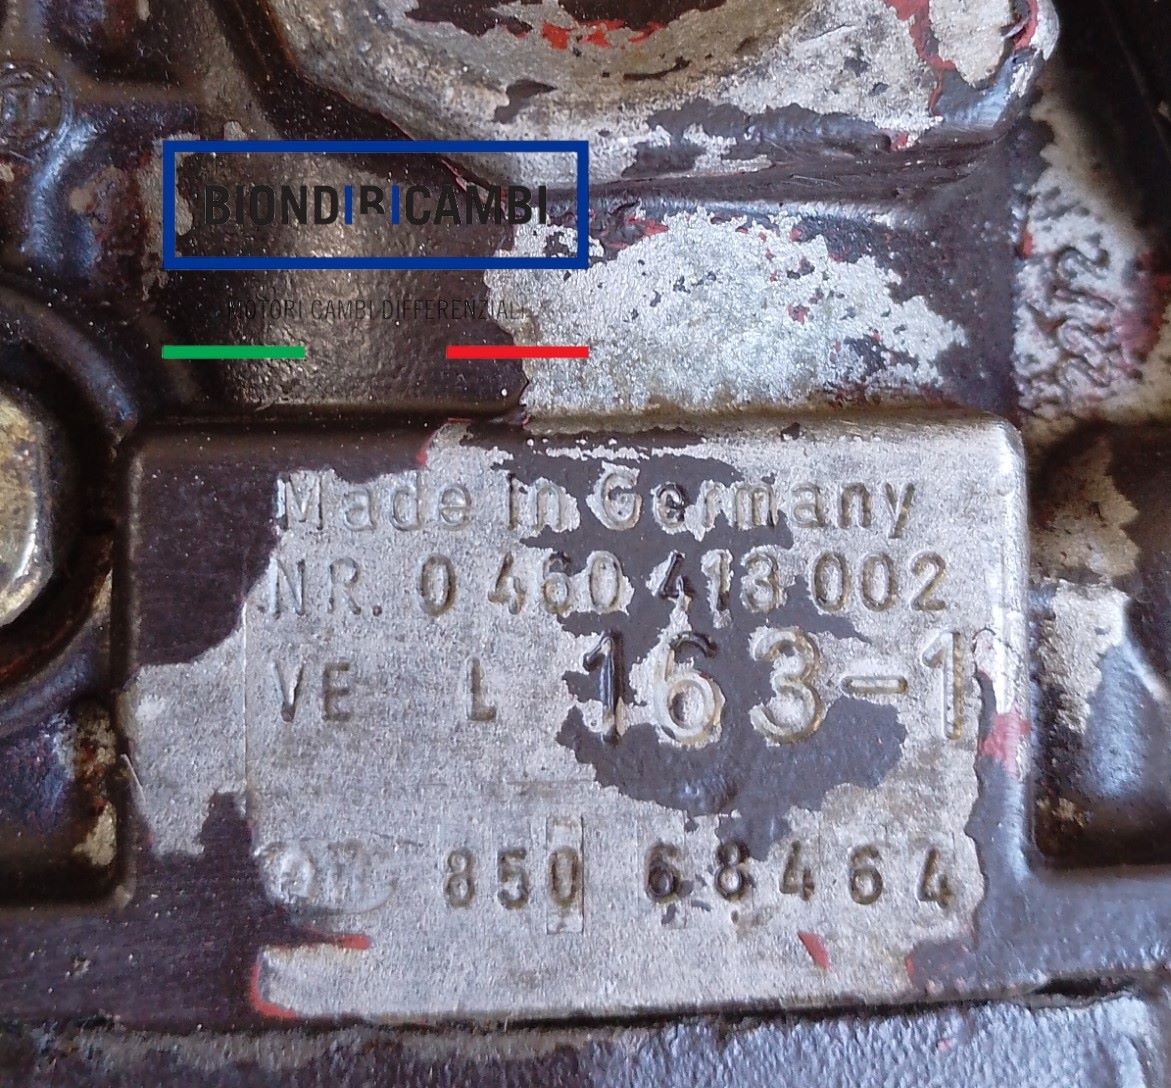 BIONDIRICAMBI
MOTORI CAMBI DIFFERENZIALI
Made in Germany
NR. 0 460 413 002
VE L 163-1
850 68464